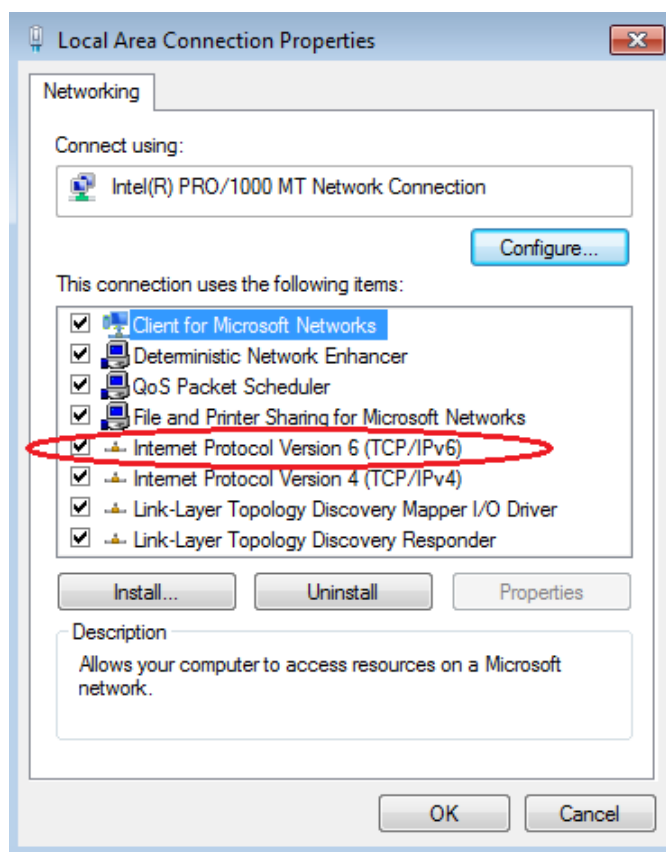 Local Area Connection Properties
Networking
Connect using:
Intel(R) PRO/1000 MT Network Connection
Configure...
This connection uses the following items:
Client for Microsoft Networks
Deterministic Network Enhancer
QoS Packet Scheduler
File and Printer Sharing for Microsoft Networks
Internet Protocol Version 6 (TCP/IPv6)
Internet Protocol Version 4 (TCP/IPv4)
Link-Layer Topology Discovery Mapper I/O Driver
Link-Layer Topology Discovery Responder
Install...
Uninstall
Properties
Description
Allows your computer to access resources on a Microsoft
network.
OK
Cancel